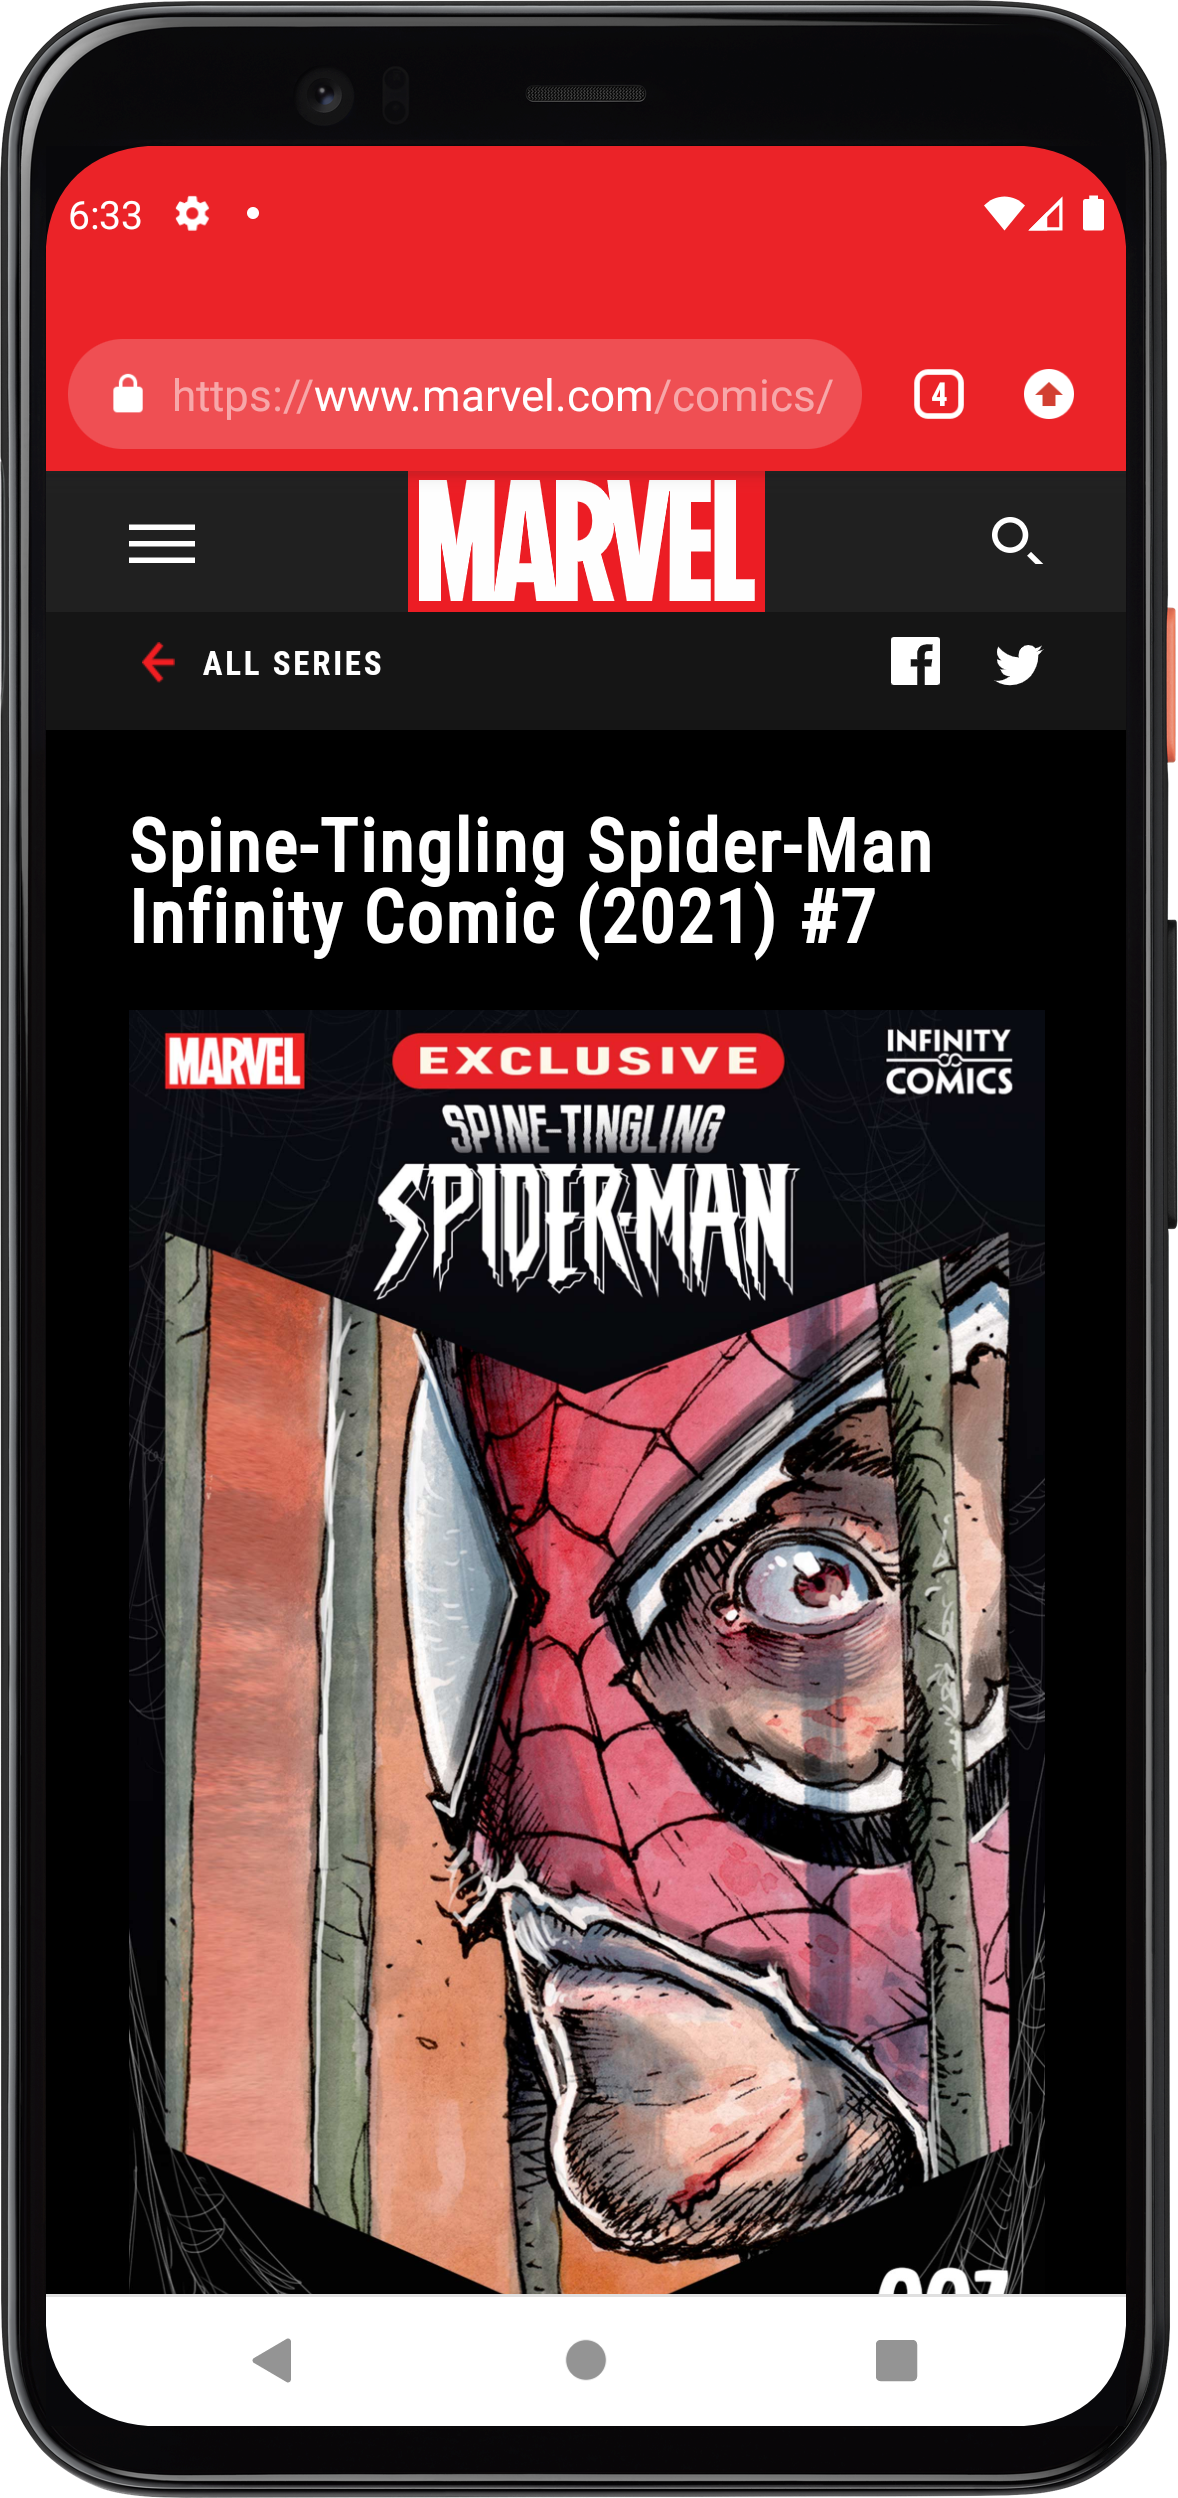 6:33
https://www.marvel.com/comics/
4
MARVEL
ALL SERIES
Spine-Tingling Spider-Man
Infinity Comic (2021) #7
MARVEL
EXCLUSIVE
INFINITY
COMICS
SPINE-TINGLING
SPIDER-MAN
007